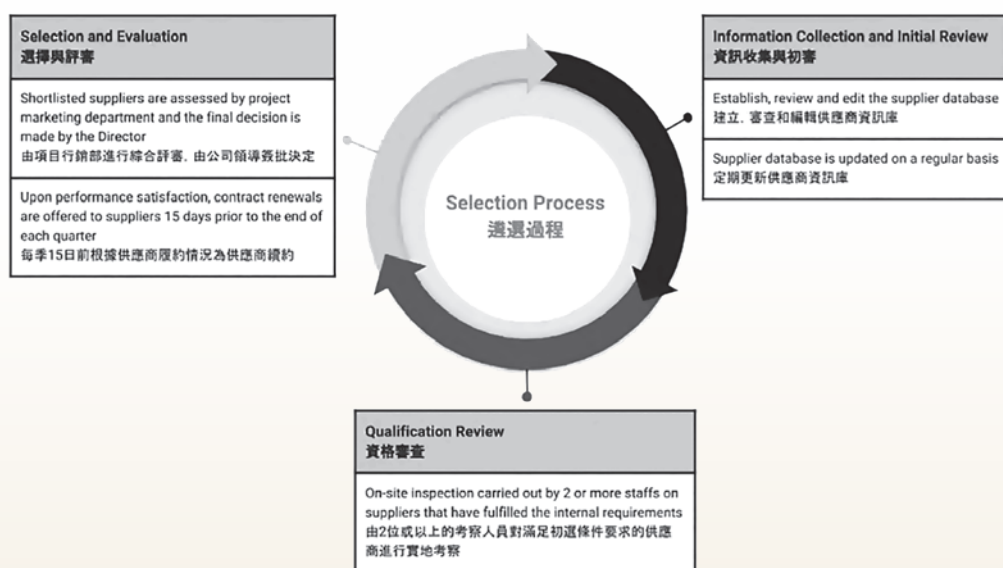 Selection and Evaluation
選擇與評審
Shortlisted suppliers are assessed by project
marketing department and the final decision is
made by the Director
由項目行銷部進行綜合評審，由公司領導簽批決定
Upon performance satisfaction, contract renewals
are offered to suppliers 15 days prior to the end of
each quarter
每季15日前根據供應商履約情況為供應商續約
Selection Process
遴選過程
Information Collection and Initial Review
資訊收集與初審
Establish, review and edit the supplier database
建立，審查和編輯供應商資訊庫
Supplier database is updated on a regular basis
定期更新供應商資訊庫
Qualification Review
資格審查
On-site inspection carried out by 2 or more staffs on
suppliers that have fulfilled the internal requirements
由2位或以上的考察人員對滿足初選條件要求的供應
商進行實地考察